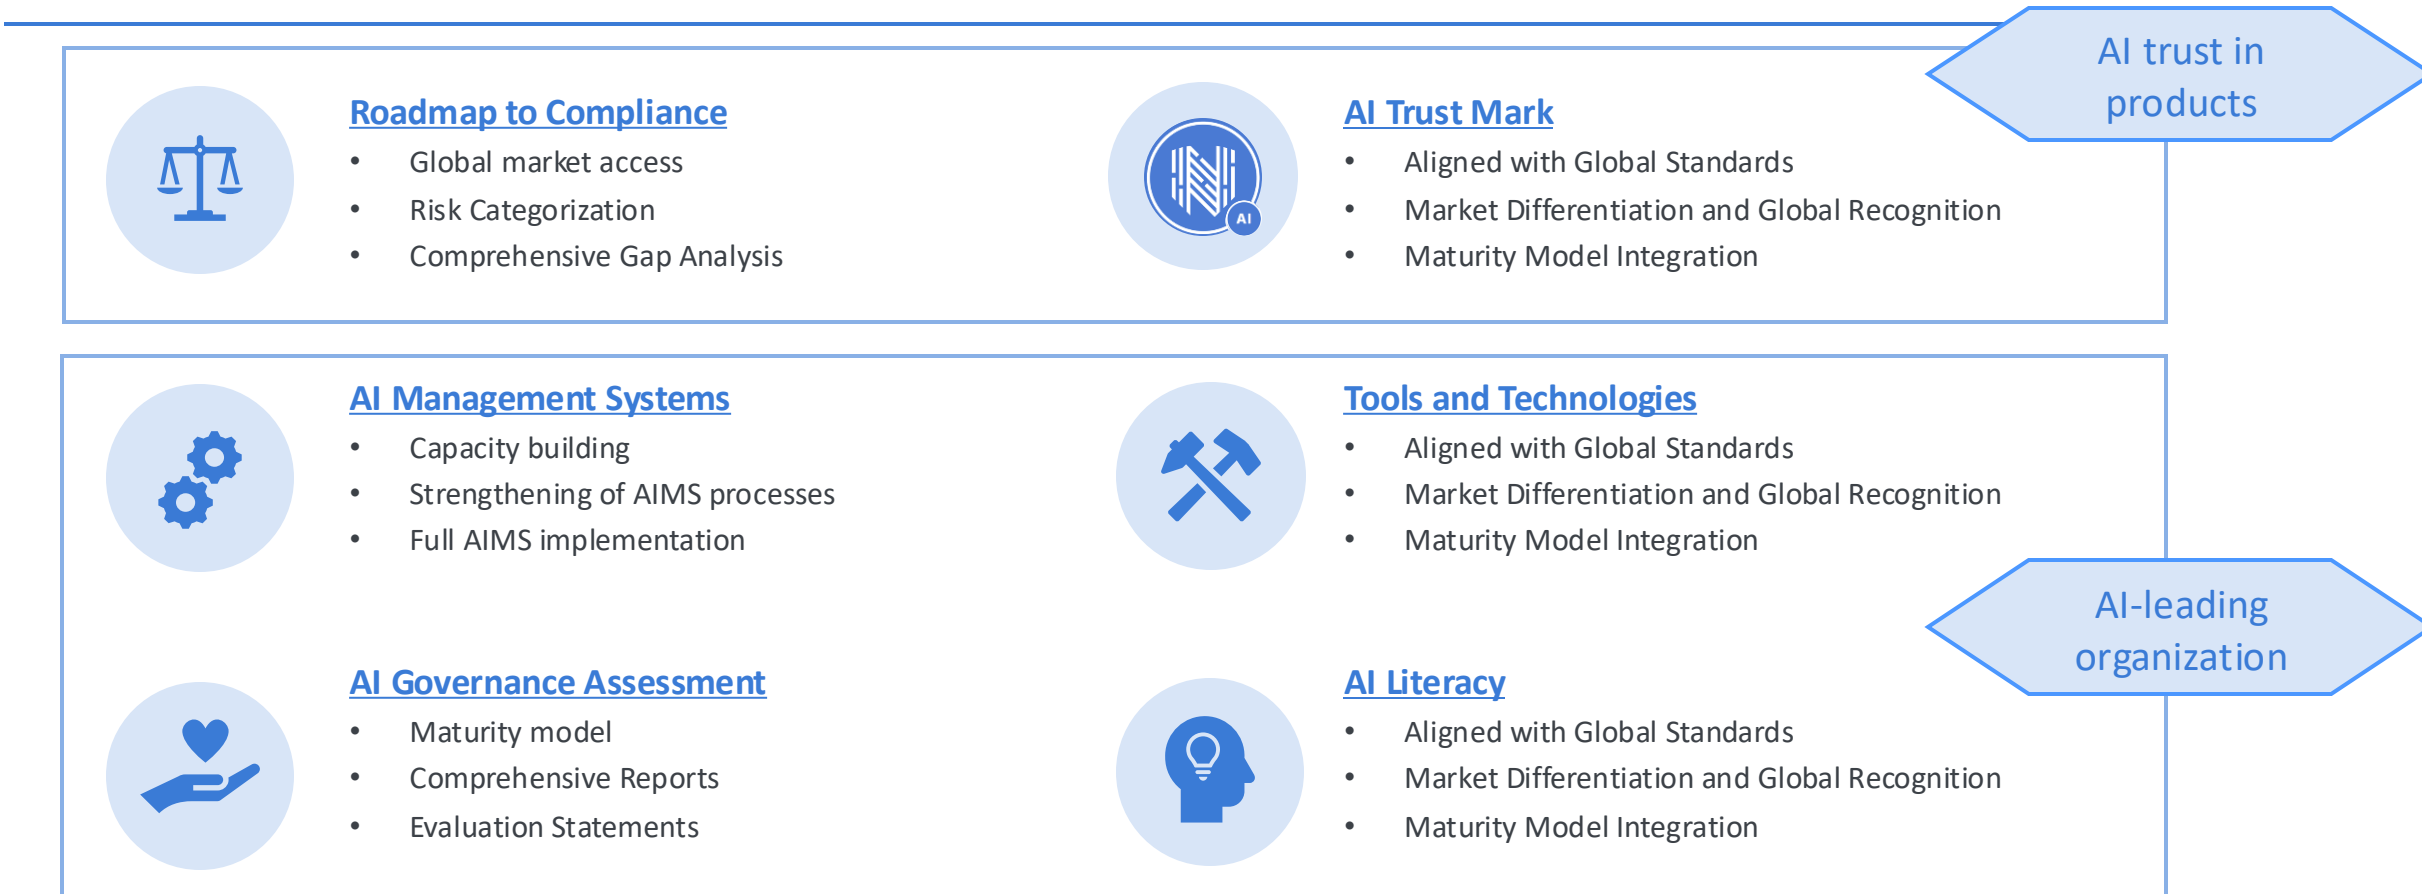 AI trust in
products
Roadmap to Compliance
• Global market access
• Risk Categorization
• Comprehensive Gap Analysis
AI
AI Trust Mark
• Aligned with Global Standards
• Market Differentiation and Global Recognition
• Maturity Model Integration
AI Management Systems
• Capacity building
• Strengthening of AIMS processes
• Full AIMS implementation
Tools and Technologies
• Aligned with Global Standards
• Market Differentiation and Global Recognition
• Maturity Model Integration
AI-leading
organization
AI Governance Assessment
• Maturity model
• Comprehensive Reports
• Evaluation Statements
AI Literacy
• Aligned with Global Standards
• Market Differentiation and Global Recognition
• Maturity Model Integration